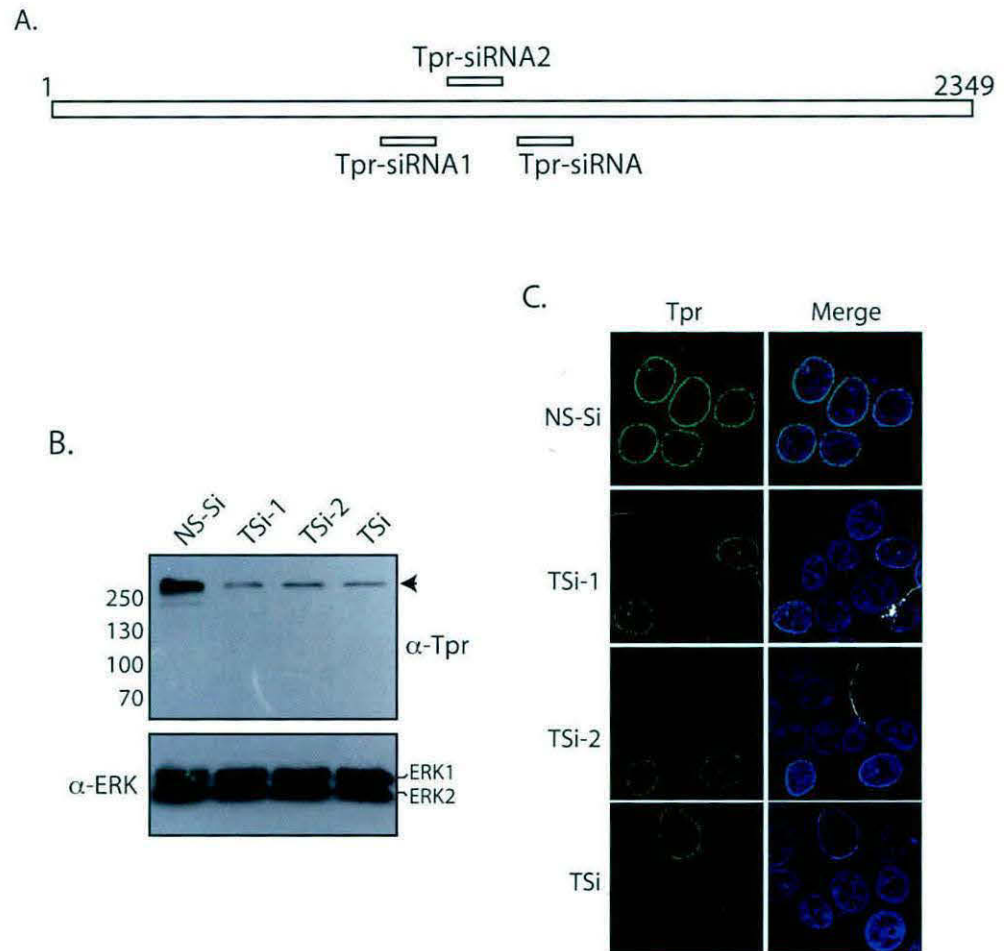 A.
Tpr-siRNA2
1 2349
Tpr-siRNA1 Tpr-siRNA
C.
Tpr Merge
NS-Si
TSi-1
TSi-2
TSi
B.
NS-Si TSi-1 TSi-2 TSi
250
130
100
70
α-Tpr
α-ERK
ERK1
ERK2